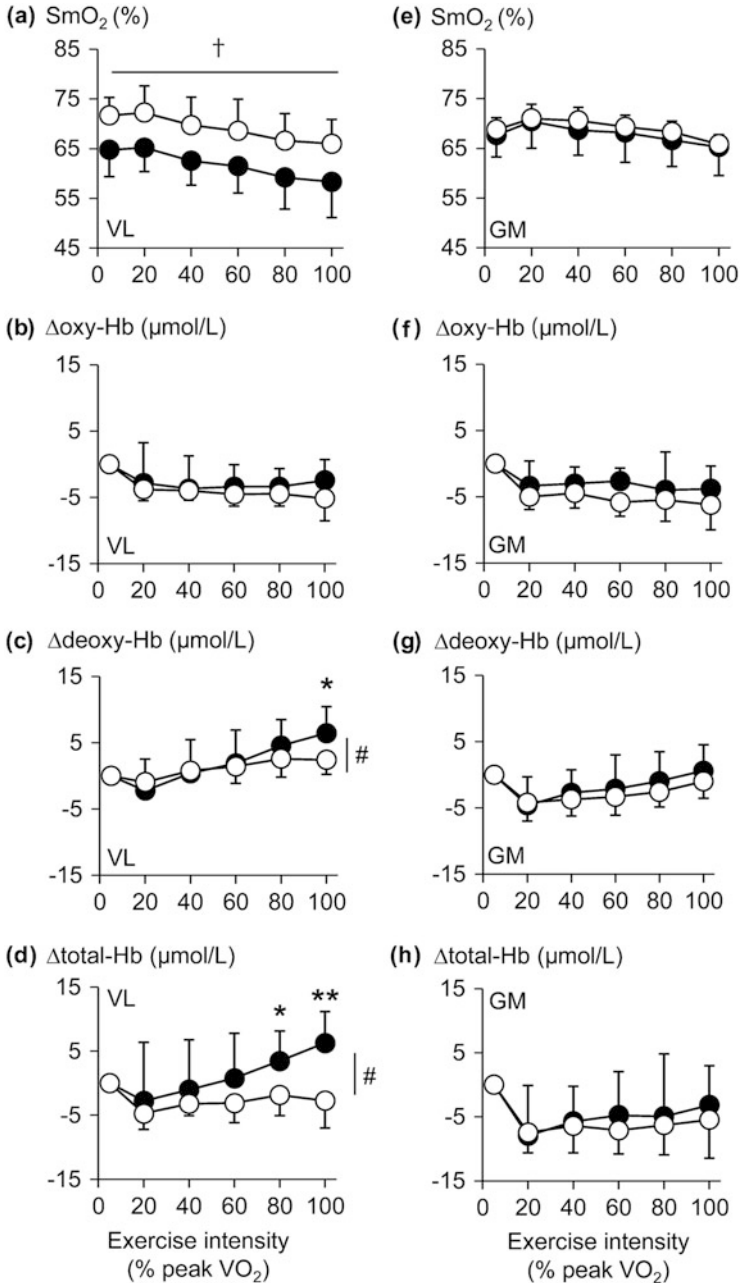 (a) SmO₂ (%)
85
†
75
65
55
45
VL
0 20 40 60 80 100
(b) Δoxy-Hb (µmol/L)
15
5
-5
-15
VL
0 20 40 60 80 100
(c) Δdeoxy-Hb (µmol/L)
15
*
5
#
-5
-15
VL
0 20 40 60 80 100
(d) Δtotal-Hb (µmol/L)
15
VL
* **
5
#
-5
-15
0 20 40 60 80 100
Exercise intensity
(% peak VO₂)
(e) SmO₂ (%)
85
75
65
55
45
GM
0 20 40 60 80 100
(f) Δoxy-Hb (µmol/L)
15
5
-5
-15
GM
0 20 40 60 80 100
(g) Δdeoxy-Hb (µmol/L)
15
5
-5
-15
GM
0 20 40 60 80 100
(h) Δtotal-Hb (µmol/L)
15
GM
5
-5
-15
0 20 40 60 80 100
Exercise intensity
(% peak VO₂)